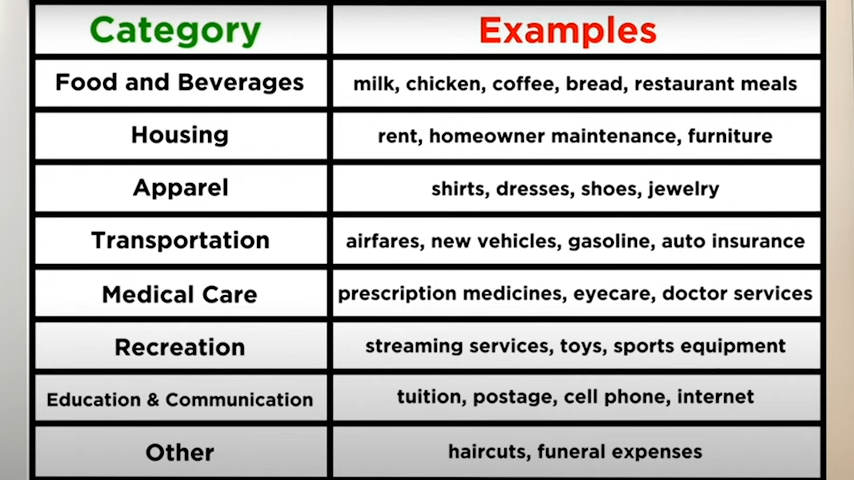 Category Examples
Food and Beverages milk, chicken, coffee, bread, restaurant meals
Housing rent, homeowner maintenance, furniture
Apparel shirts, dresses, shoes, jewelry
Transportation airfares, new vehicles, gasoline, auto insurance
Medical Care prescription medicines, eyecare, doctor services
Recreation streaming services, toys, sports equipment
Education & Communication tuition, postage, cell phone, internet
Other haircuts, funeral expenses